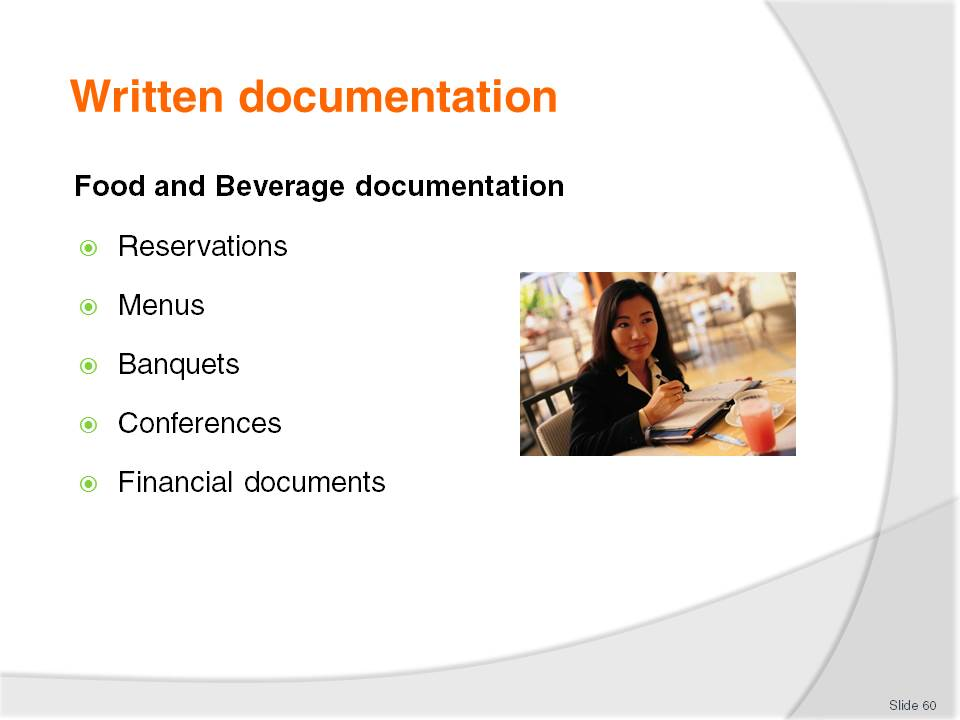 Written documentation
Food and Beverage documentation
Reservations
Menus
Banquets
Conferences
Financial documents
Slide 60